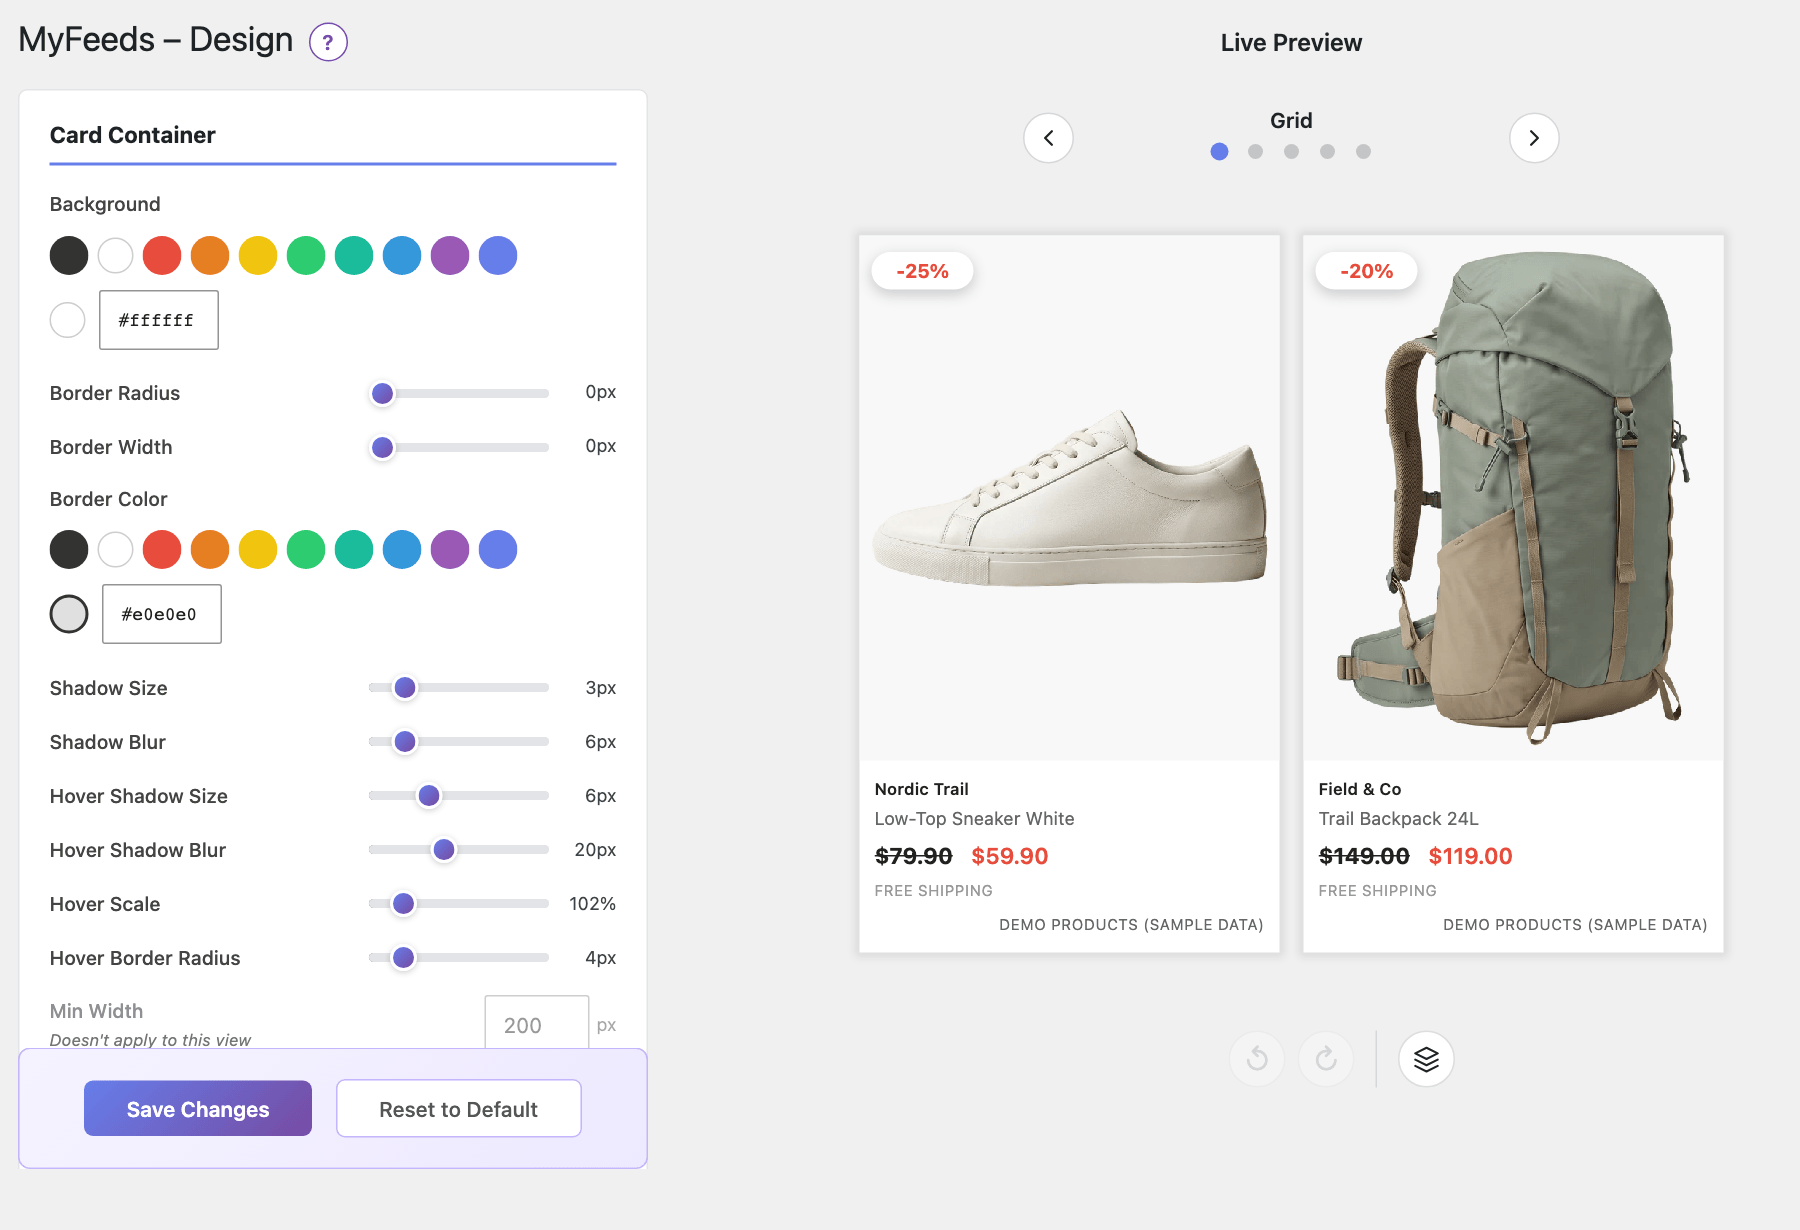 MyFeeds – Design ?
Card Container
Background
#ffffff
Border Radius 0px
Border Width 0px
Border Color
#e0e0e0
Shadow Size 3px
Shadow Blur 6px
Hover Shadow Size 6px
Hover Shadow Blur 20px
Hover Scale 102%
Hover Border Radius 4px
Min Width 200 px
Doesn't apply to this view
Save Changes Reset to Default
Live Preview
Grid
-25%
Nordic Trail
Low-Top Sneaker White
$79.90 $59.90
FREE SHIPPING
DEMO PRODUCTS (SAMPLE DATA)
-20%
Field & Co
Trail Backpack 24L
$149.00 $119.00
FREE SHIPPING
DEMO PRODUCTS (SAMPLE DATA)